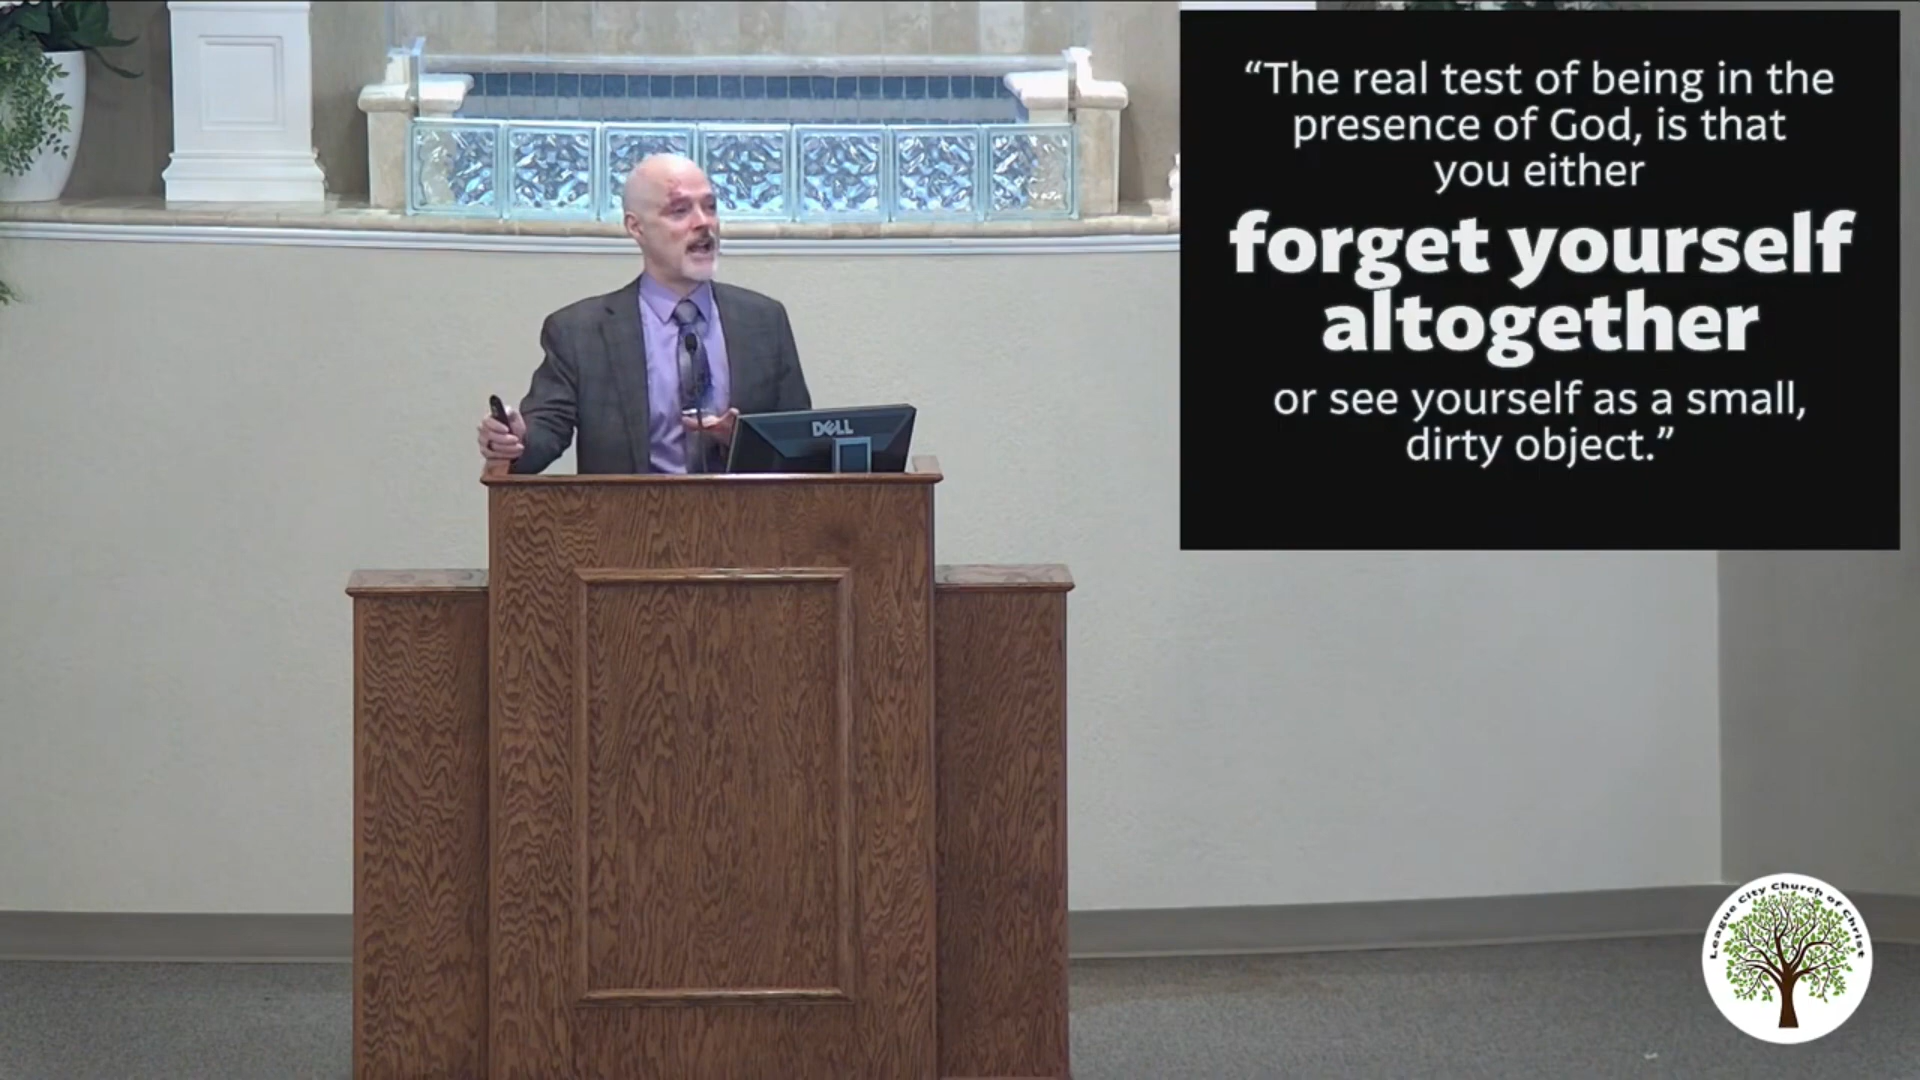 “The real test of being in the
presence of God, is that
you either
forget yourself
altogether
or see yourself as a small,
dirty object.”
DELL
League City Church of Christ